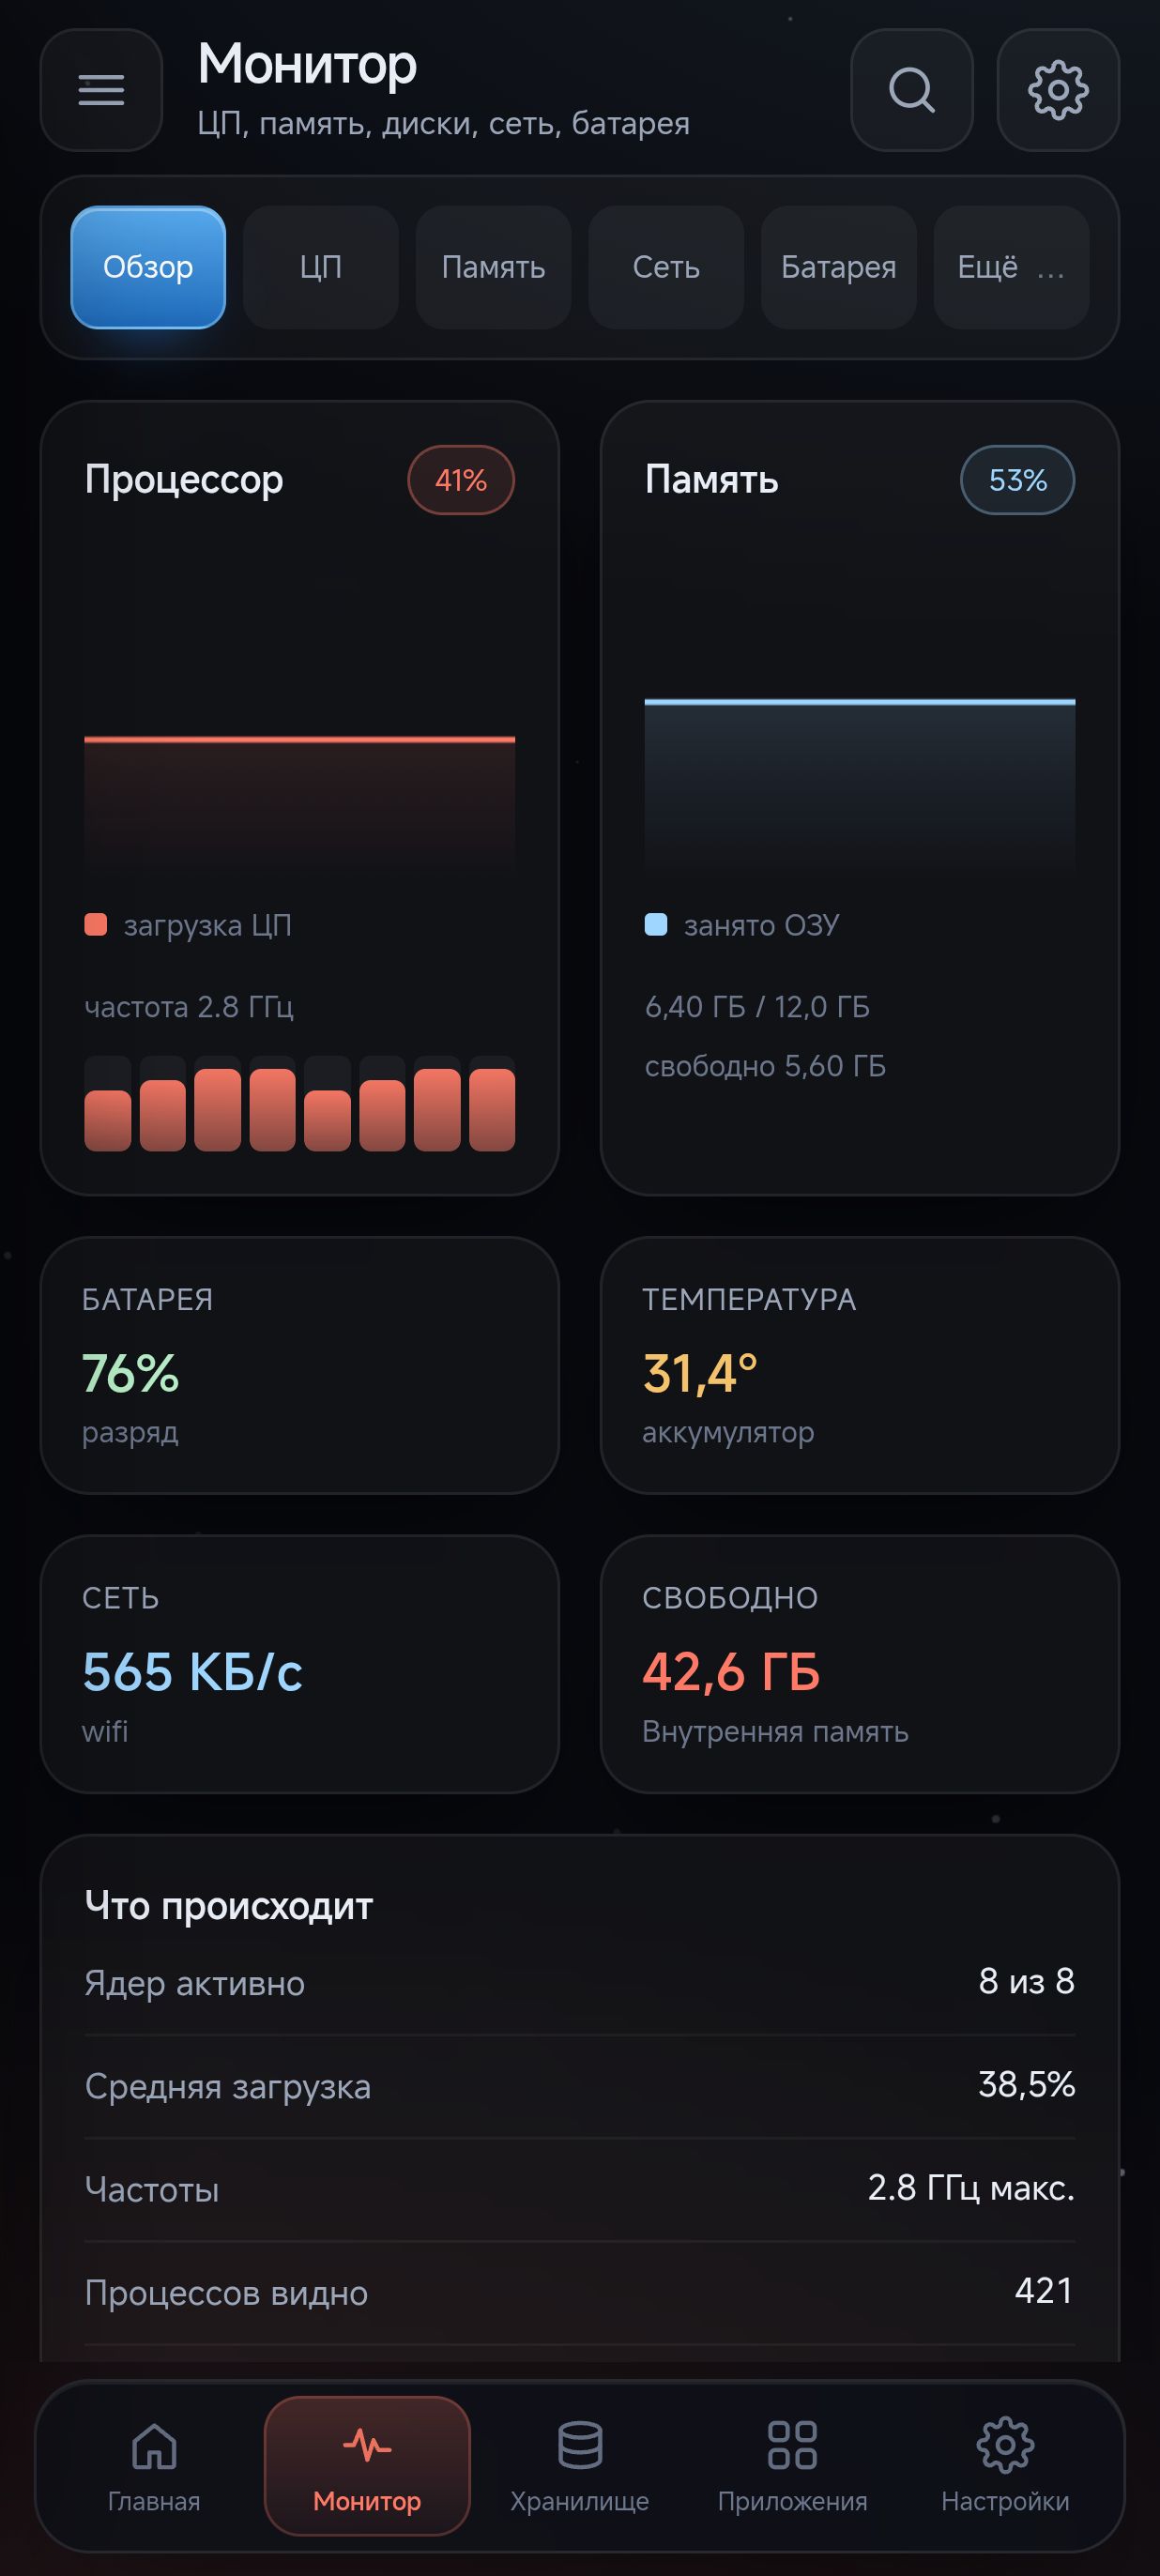 Монитор
ЦП, память, диски, сеть, батарея
Обзор
ЦП
Память
Сеть
Батарея
Ещё ...
Процессор
41%
загрузка ЦП
частота 2.8 ГГц
Память
53%
занято ОЗУ
6,40 ГБ / 12,0 ГБ
свободно 5,60 ГБ
БАТАРЕЯ
76%
разряд
ТЕМПЕРАТУРА
31,4°
аккумулятор
СЕТЬ
565 КБ/с
wifi
СВОБОДНО
42,6 ГБ
Внутренняя память
Что происходит
Ядер активно 8 из 8
Средняя загрузка 38,5%
Частоты 2.8 ГГц макс.
Процессов видно 421
Главная
Монитор
Хранилище
Приложения
Настройки